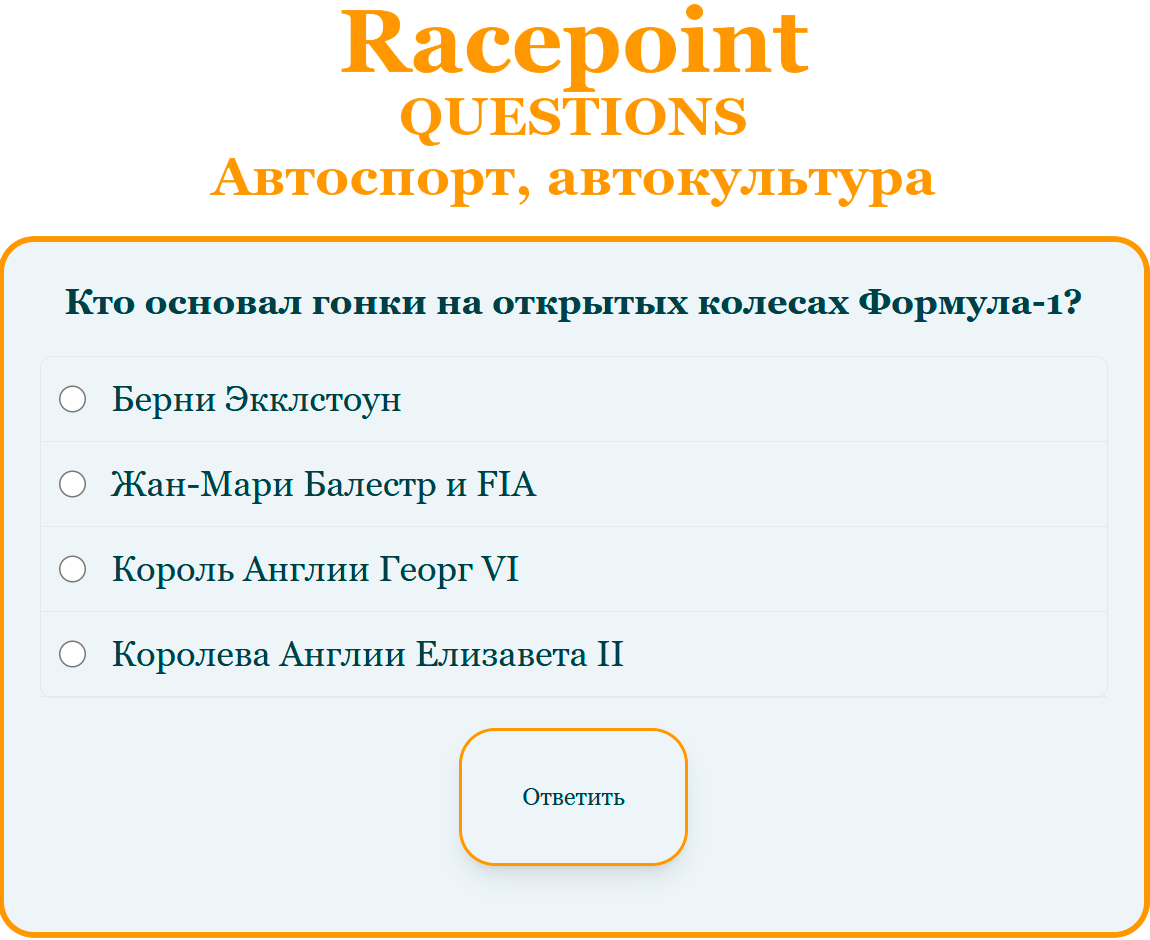 Racepoint
QUESTIONS
Автоспорт, автокультура
Кто основал гонки на открытых колесах Формула-1?
Берни Экклстоун
Жан-Мари Балестр и FIA
Король Англии Георг VI
Королева Англии Елизавета II
Ответить